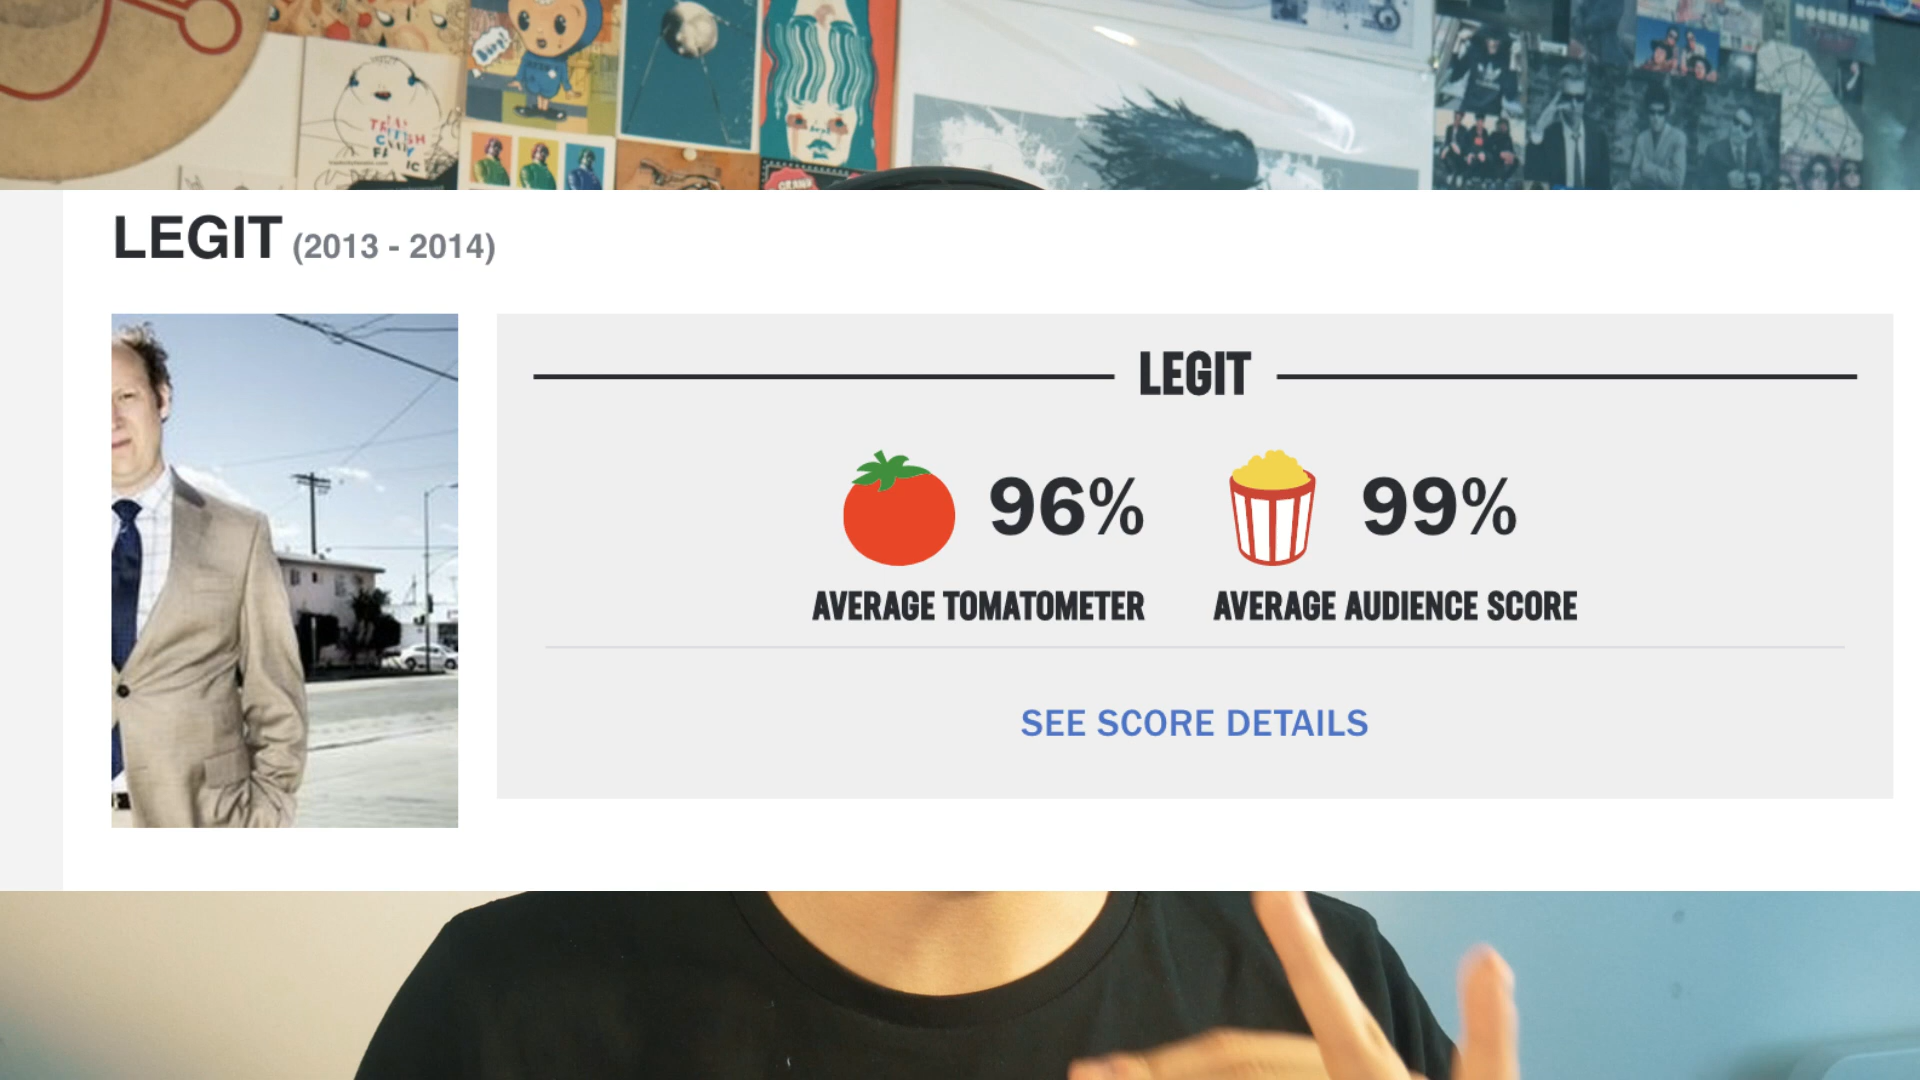 LEGIT (2013 - 2014)
LEGIT
96%
99%
AVERAGE TOMATOMETER
AVERAGE AUDIENCE SCORE
SEE SCORE DETAILS